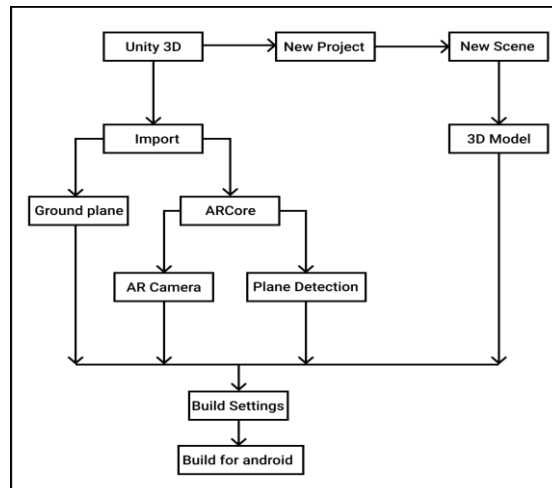 Unity 3D
New Project
New Scene
Import
3D Model
Ground plane
ARCore
AR Camera
Plane Detection
Build Settings
Build for android